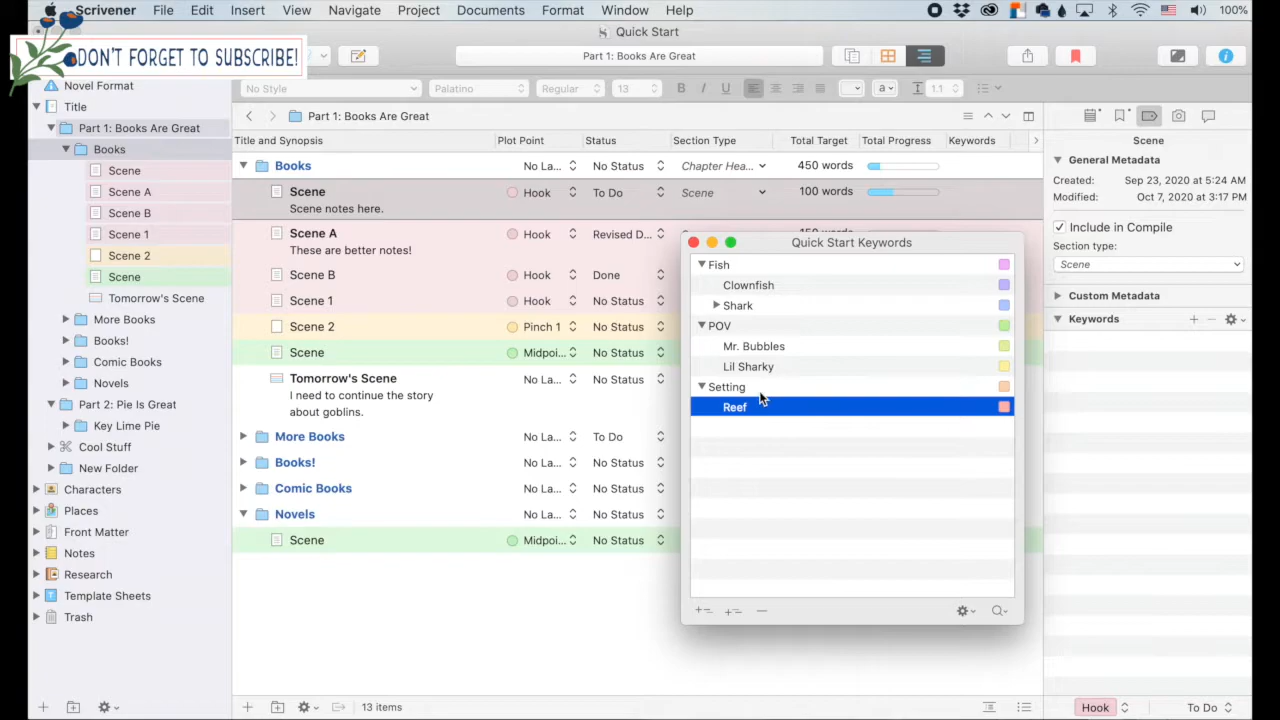 Scrivener File Edit Insert View Navigate Project Documents Format Window Help 100%
DON'T FORGET TO SUBSCRIBE!
Quick Start
Part 1: Books Are Great
No Style Palatino Regular 13 B I U a 1.1
Novel Format
Title
Part 1: Books Are Great
Books
Scene
Scene A
Scene B
Scene 1
Scene 2
Scene
Tomorrow's Scene
More Books
Books!
Comic Books
Novels
Part 2: Pie Is Great
Key Lime Pie
Cool Stuff
New Folder
Characters
Places
Front Matter
Notes
Research
Template Sheets
Trash
Part 1: Books Are Great
Title and Synopsis Plot Point Status Section Type Total Target Total Progress Keywords
Books No La... No Status Chapter Hea... 450 words
Scene Hook To Do Scene 100 words
Scene notes here.
Scene A Hook Revised D...
These are better notes!
Scene B Hook Done
Scene 1 Hook No Status
Scene 2 Pinch 1 No Status
Scene Midpoi... No Status
Tomorrow's Scene No La... No Status
I need to continue the story
about goblins.
More Books No La... To Do
Books! No La... No Status
Comic Books No La... No Status
Novels No La... No Status
Scene Midpoi... No Status
13 items
Quick Start Keywords
Fish
Clownfish
Shark
POV
Mr. Bubbles
Lil Sharky
Setting
Reef
Scene
General Metadata
Created: Sep 23, 2020 at 5:24 AM
Modified: Oct 7, 2020 at 3:17 PM
Include in Compile
Section type:
Scene
Custom Metadata
Keywords
Hook To Do